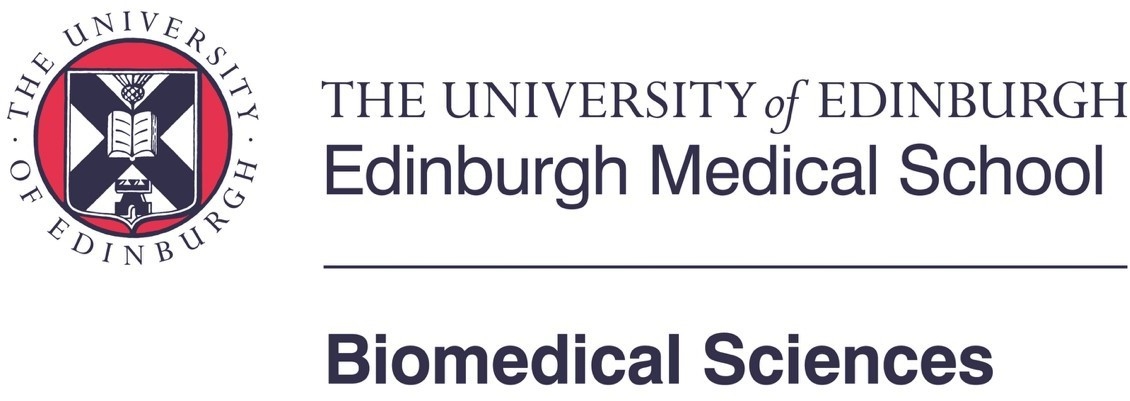 THE UNIVERSITY
OF EDINBURGH
THE UNIVERSITY of EDINBURGH
Edinburgh Medical School
Biomedical Sciences